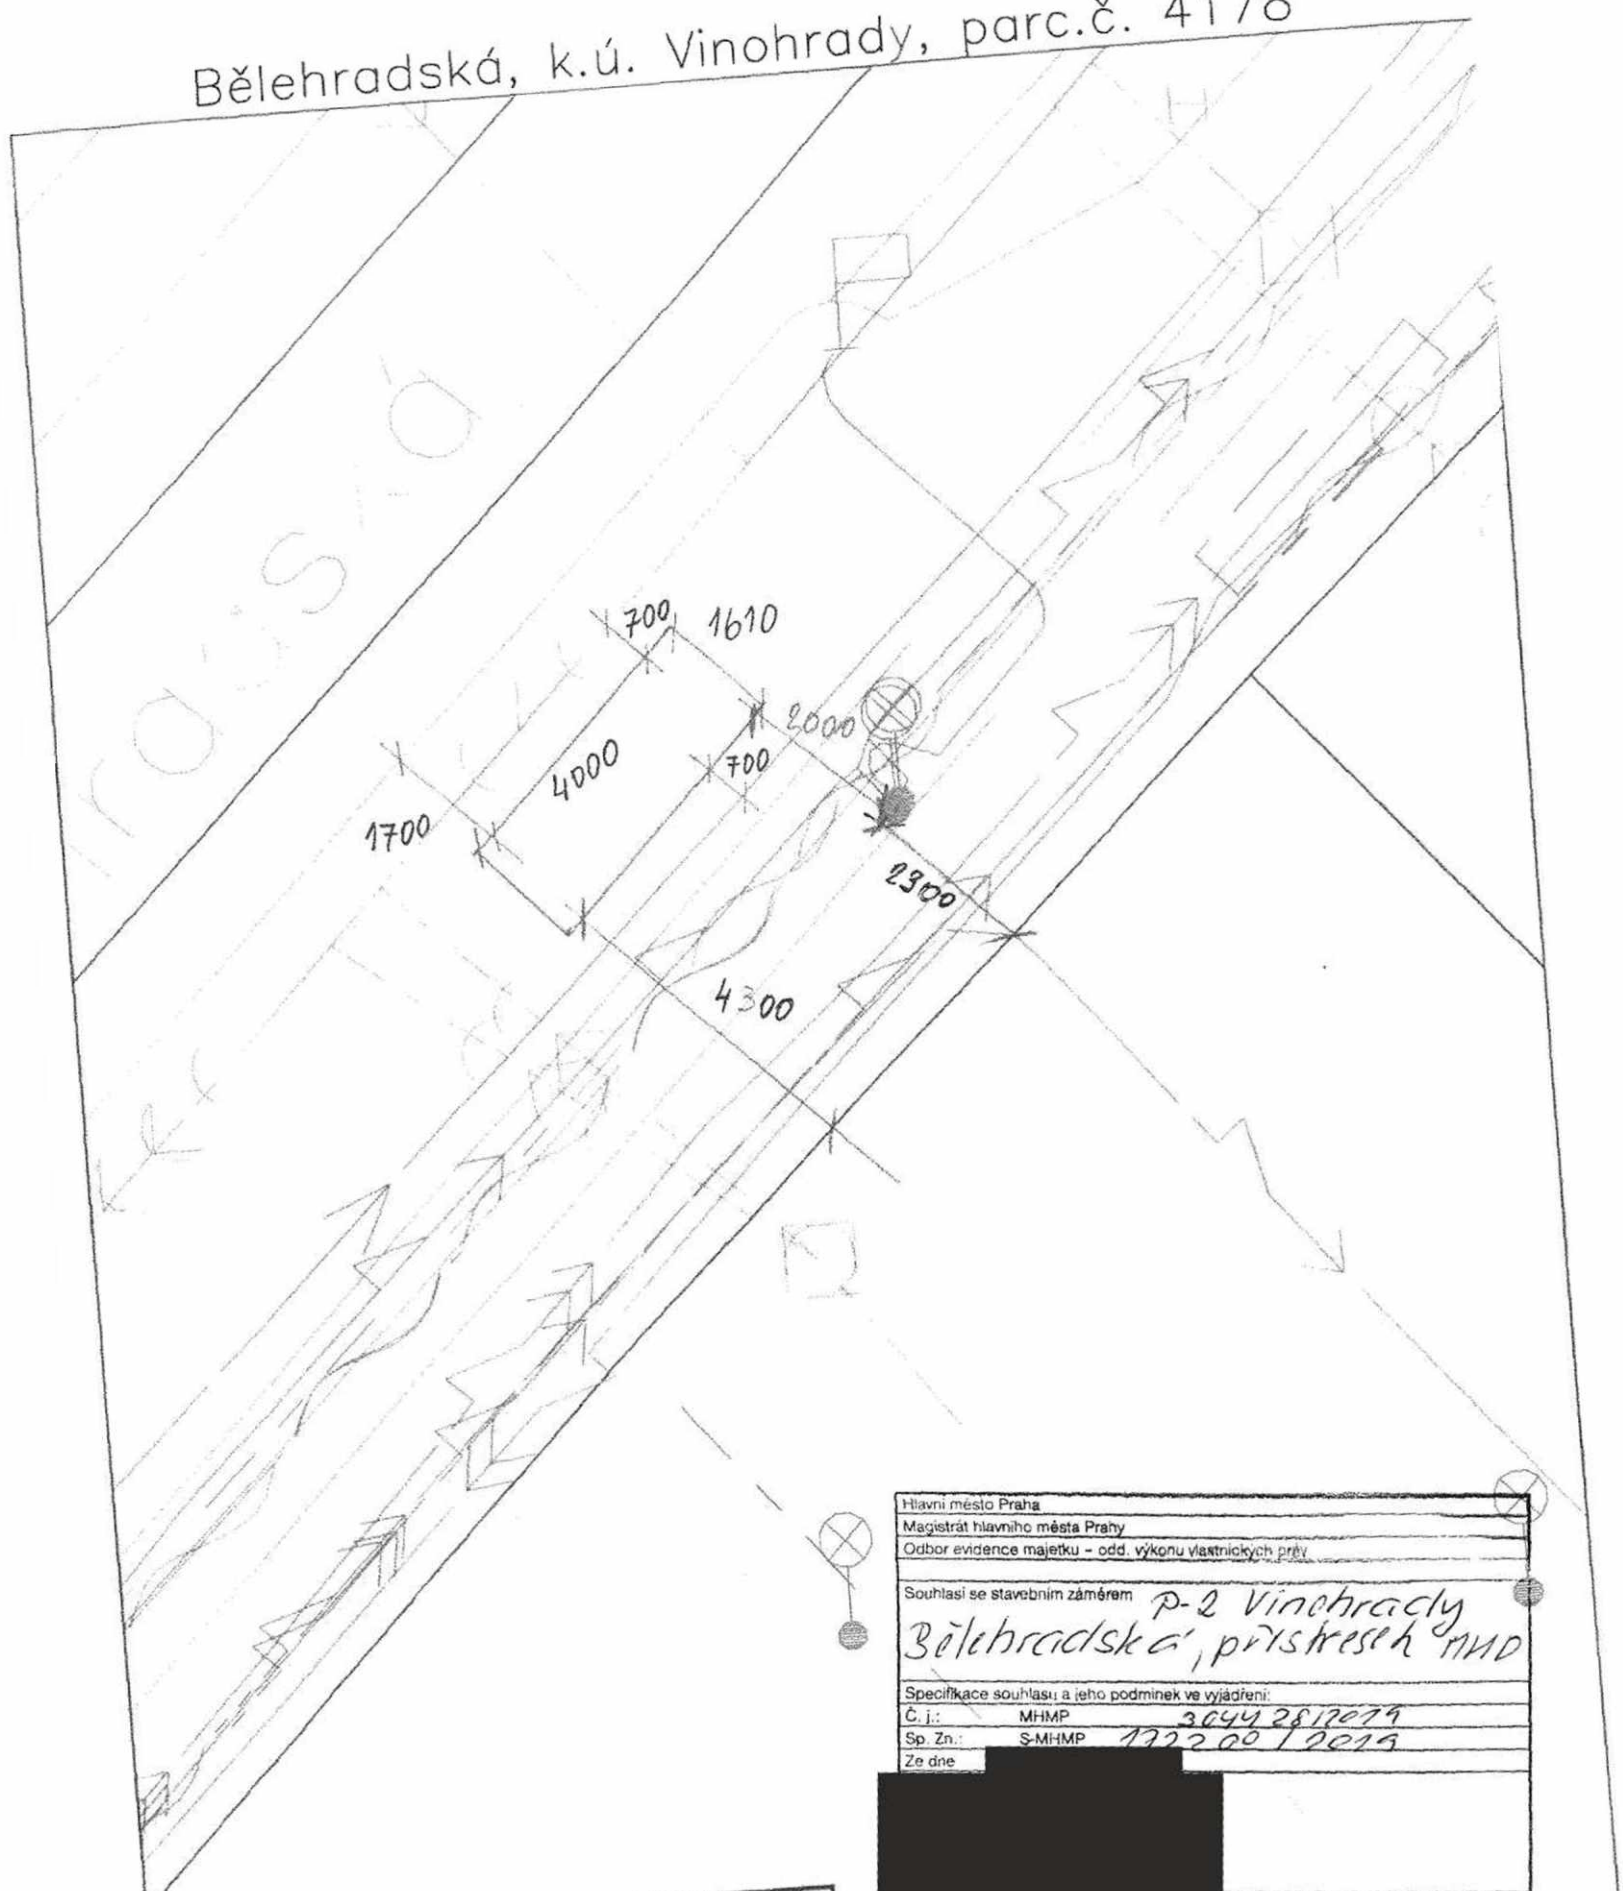 Bělehradská, k.ú. Vinohrady, parc.č. 4178
700
1610
2000
700
4000
1700
2300
4300
Hlavní město Praha
Magistrát hlavního města Prahy
Odbor evidence majetku – odd. výkonu vlastnických práv
Souhlasí se stavebním záměrem P-2 Vinohrady
Bělehradská, přístřešek MHD
Specifikace souhlasu a jeho podmínek ve vyjádření:
Č. j.: MHMP
Sp. Zn.: S-MHMP
Ze dne